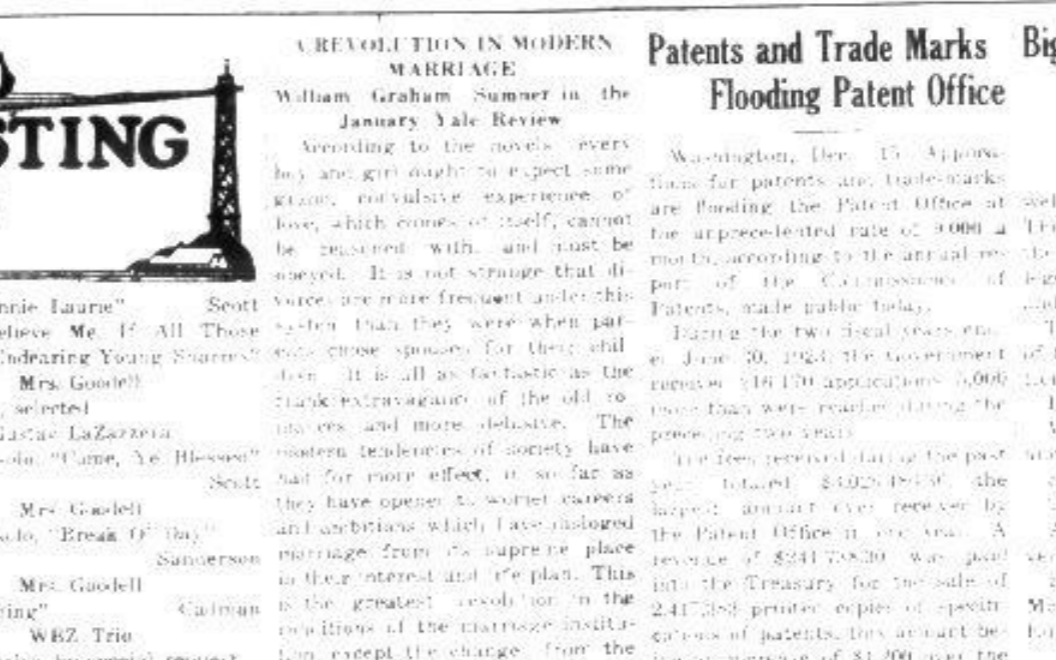 STING
nnie Laurie" Scott
elieve Me, If All Those
Endearing Young Charms"
Mrs. Goodell
, selected
Gustav LaZazzera
olo, "Come, Ye Blessed"
Scott
Mrs. Goodell
olo, "Break O' Day"
Sanderson
Mrs. Goodell
ing" Cadman
WBZ Trio
A REVOLUTION IN MODERN
MARRIAGE
William Graham Sumner in the
January Yale Review
According to the novels every
boy and girl ought to expect some
convulsive experience of
love, which comes of itself, cannot
be reasoned with, and must be
obeyed. It is not strange that di-
vorces are more frequent under this
system than they were when par-
ents chose spouses for their chil-
dren. It is all as fantastic as the
frank extravagance of the old ro-
mances and more delusive. The
modern tendencies of society have
had far more effect, in so far as
they have opened to women careers
and ambitions which have dislodged
marriage from its supreme place
in their interest and life plan. This
is the greatest revolution in the
conditions of the marriage institu-
tion except the change from the
Patents and Trade Marks
Flooding Patent Office
Washington, Dec. 15 Applica-
tions for patents and trade-marks
are flooding the Patent Office at
the unprecedented rate of 9,000 a
month, according to the annual re-
port of the Commissioner of
Patents, made public today.
During the two fiscal years end-
ed June 30, the Government
received applications, 5,000
more than were reached during the
preceding two years
The fees received during the past
year totaled the
largest amount ever received by
the Patent Office in one year. A
revenue of was paid
into the Treasury for the sale of
printed copies of specifi-
cations of patents, this amount be-
ing an increase of over the
Big